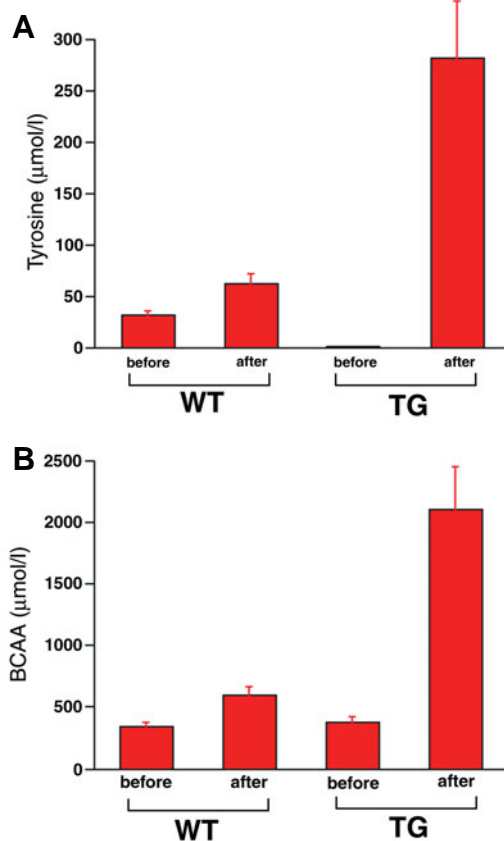 A
300
250
200
150
100
50
0
Tyrosine (μmol/l)
before after before after
WT TG
B
2500
2000
1500
1000
500
0
BCAA (μmol/l)
before after before after
WT TG